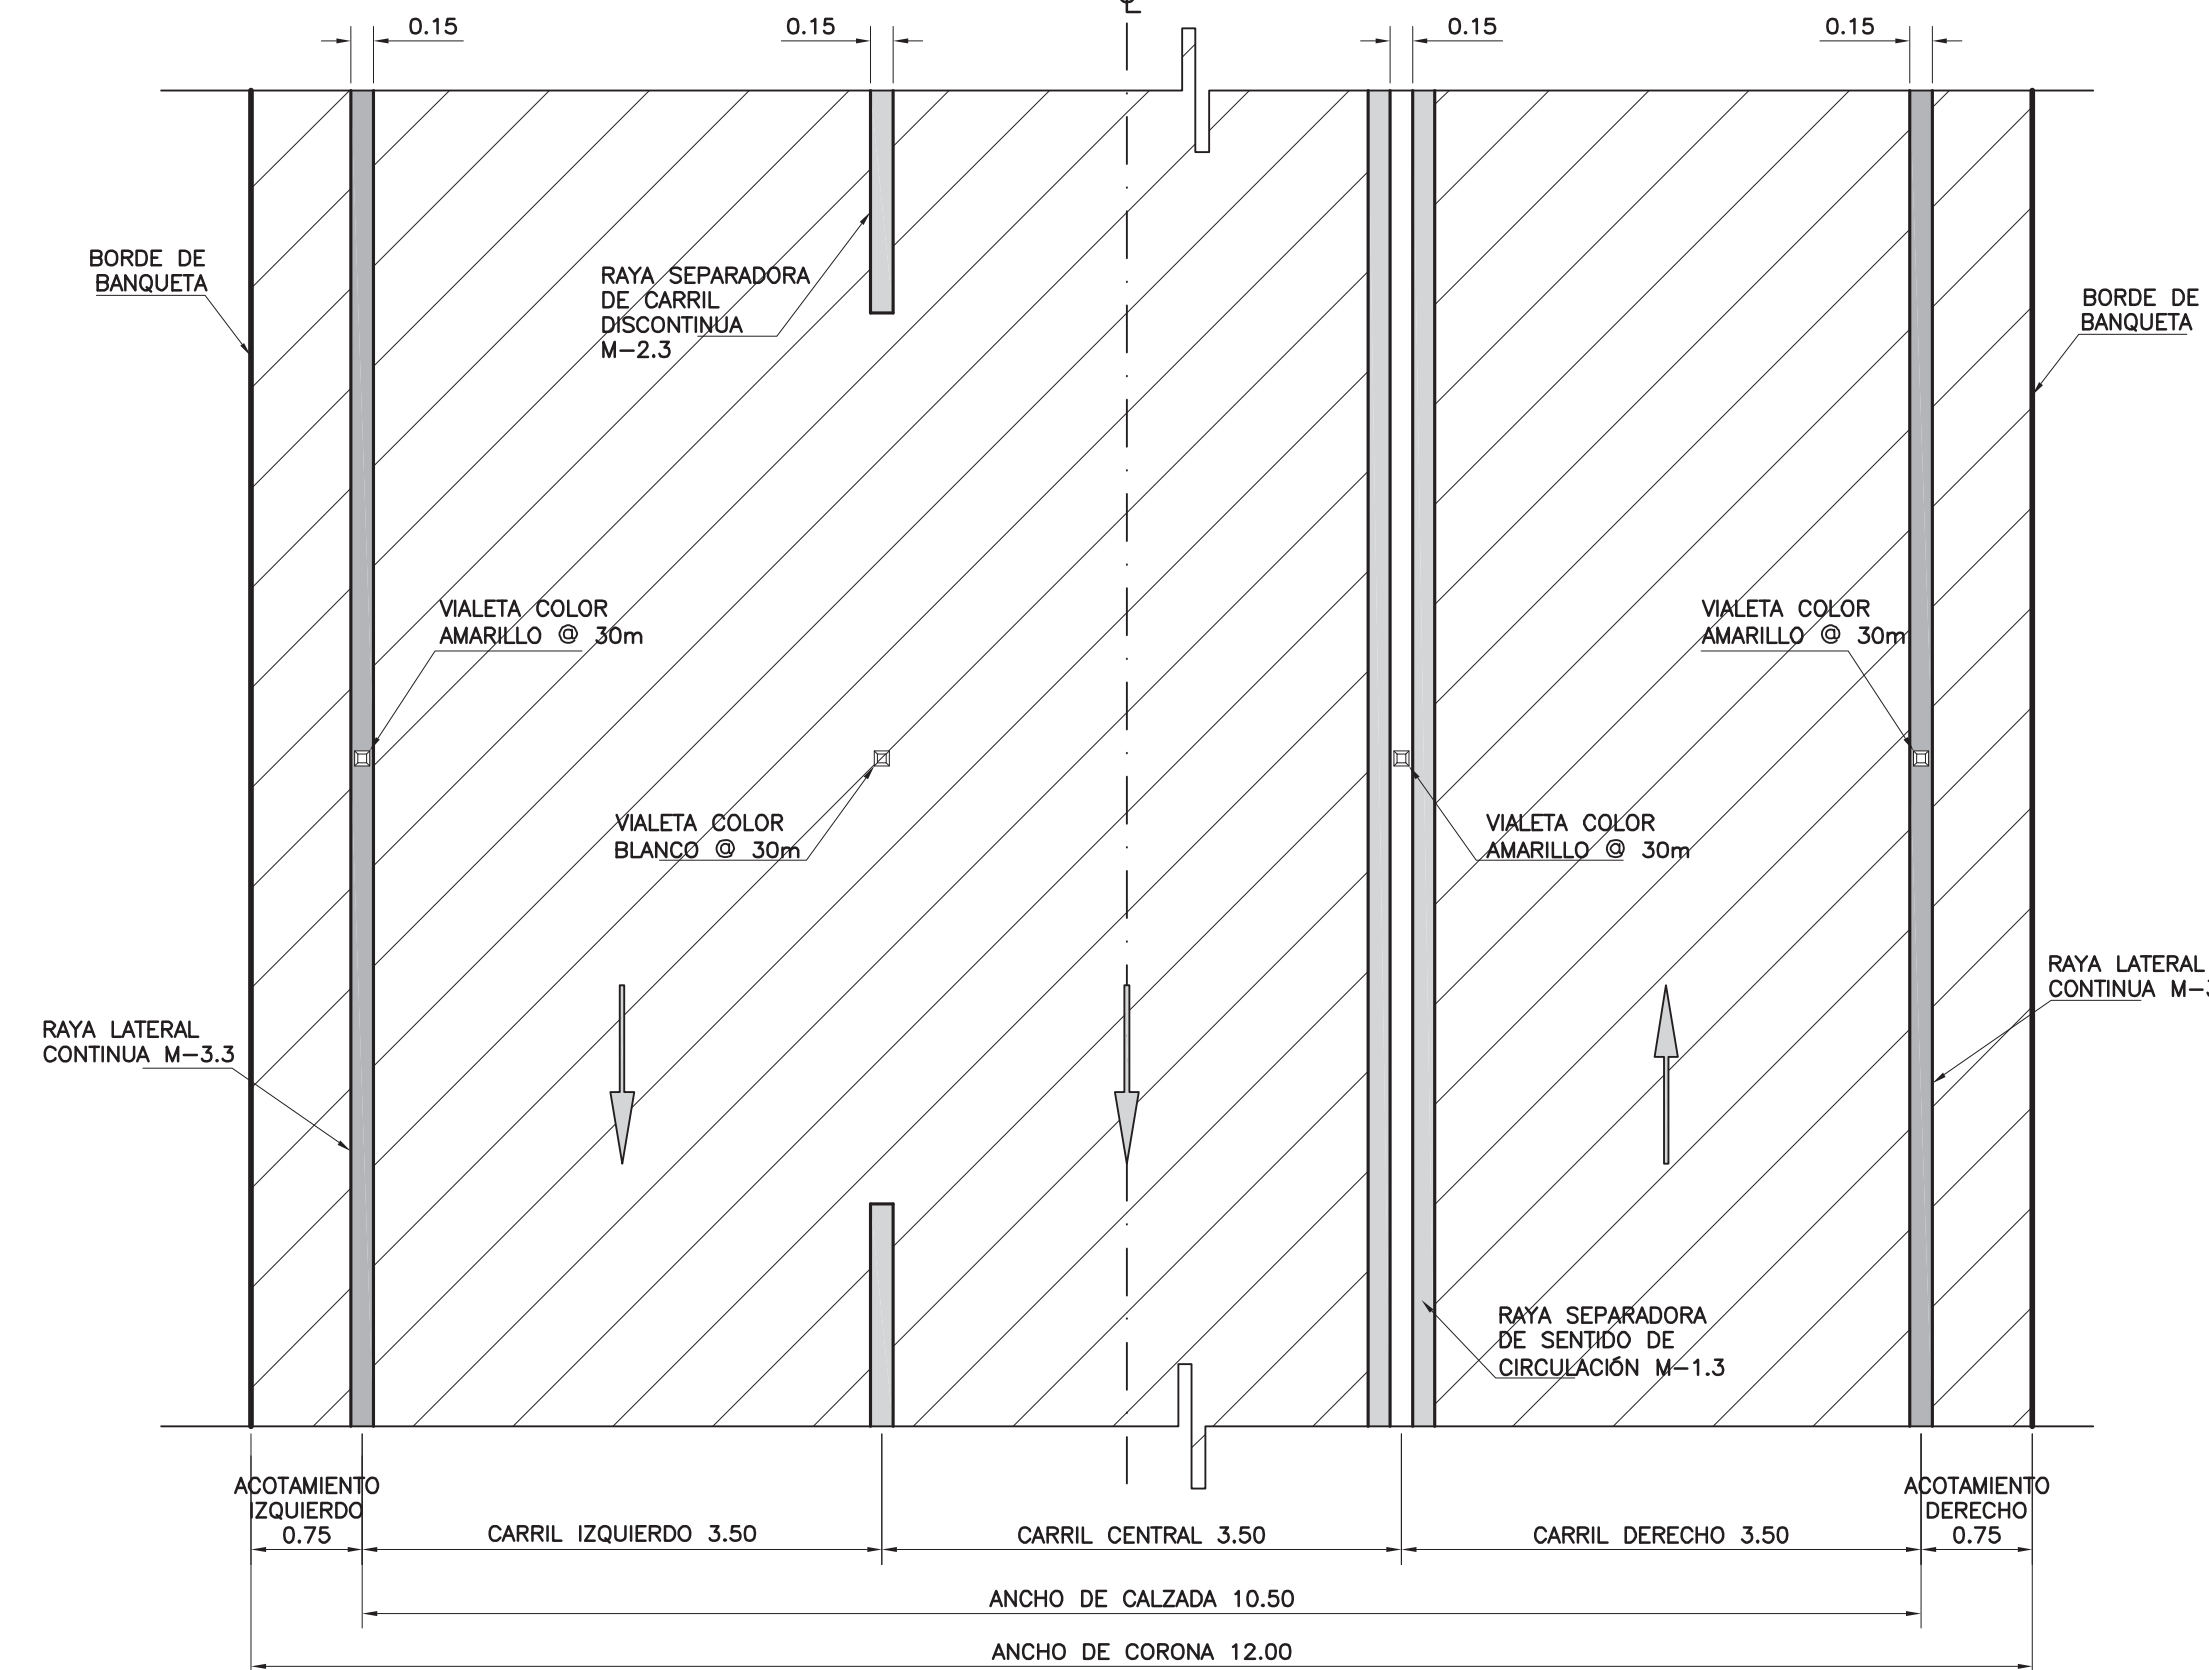 0.15
0.15
0.15
0.15
BORDE DE
BANQUETA
RAYA SEPARADORA
DE CARRIL
DISCONTINUA
M-2.3
BORDE DE
BANQUETA
VIALETA COLOR
AMARILLO @ 30m
VIALETA COLOR
AMARILLO @ 30m
VIALETA COLOR
BLANCO @ 30m
VIALETA COLOR
AMARILLO @ 30m
RAYA LATERAL
CONTINUA M-
RAYA LATERAL
CONTINUA M-3.3
RAYA SEPARADORA
DE SENTIDO DE
CIRCULACIÓN M-1.3
ACOTAMIENTO
IZQUIERDO
0.75
CARRIL IZQUIERDO 3.50
CARRIL CENTRAL 3.50
CARRIL DERECHO 3.50
ACOTAMIENTO
DERECHO
0.75
ANCHO DE CALZADA 10.50
ANCHO DE CORONA 12.00